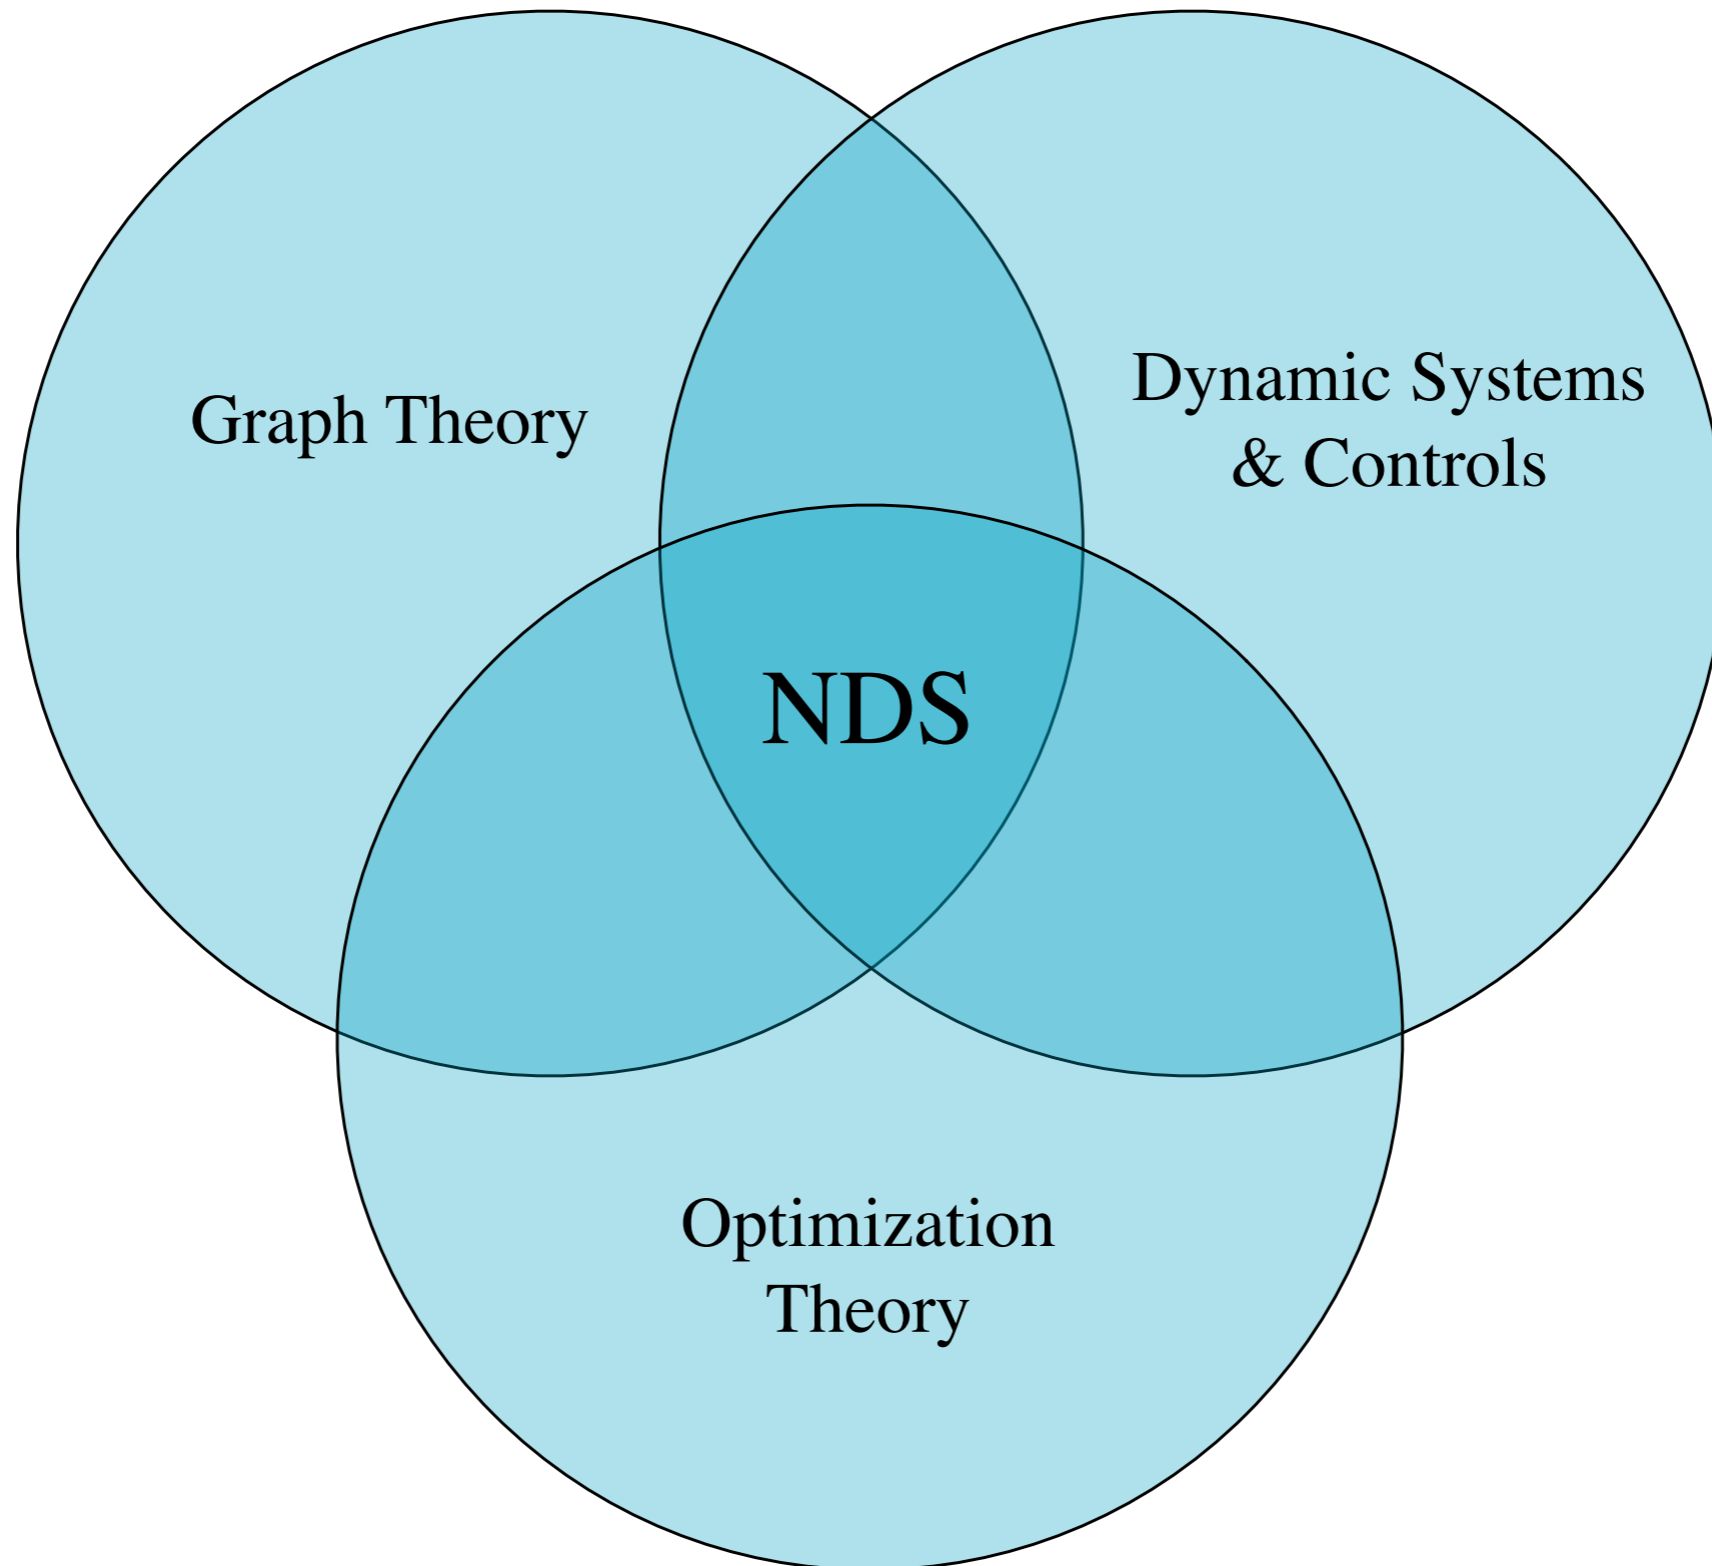 Graph Theory
Dynamic Systems
& Controls
NDS
Optimization
Theory